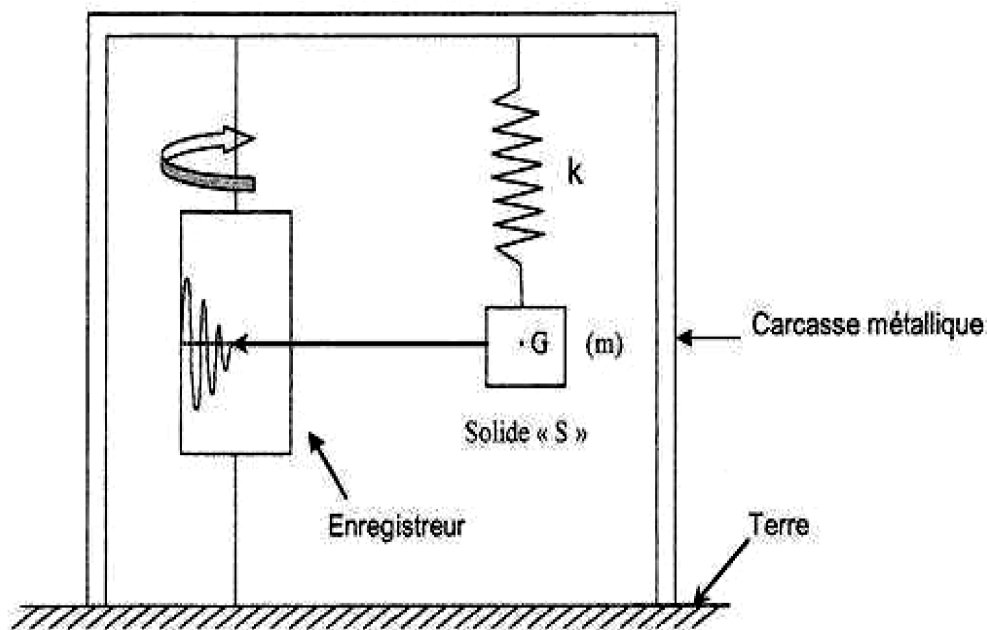 k
G
(m)
Carcasse métallique
Solide « S »
Enregistreur
Terre